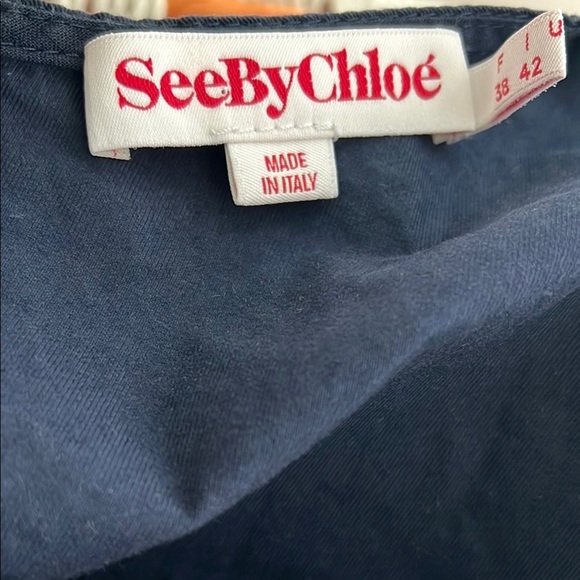 SeeByChloé
MADE
IN ITALY
F I
38 42